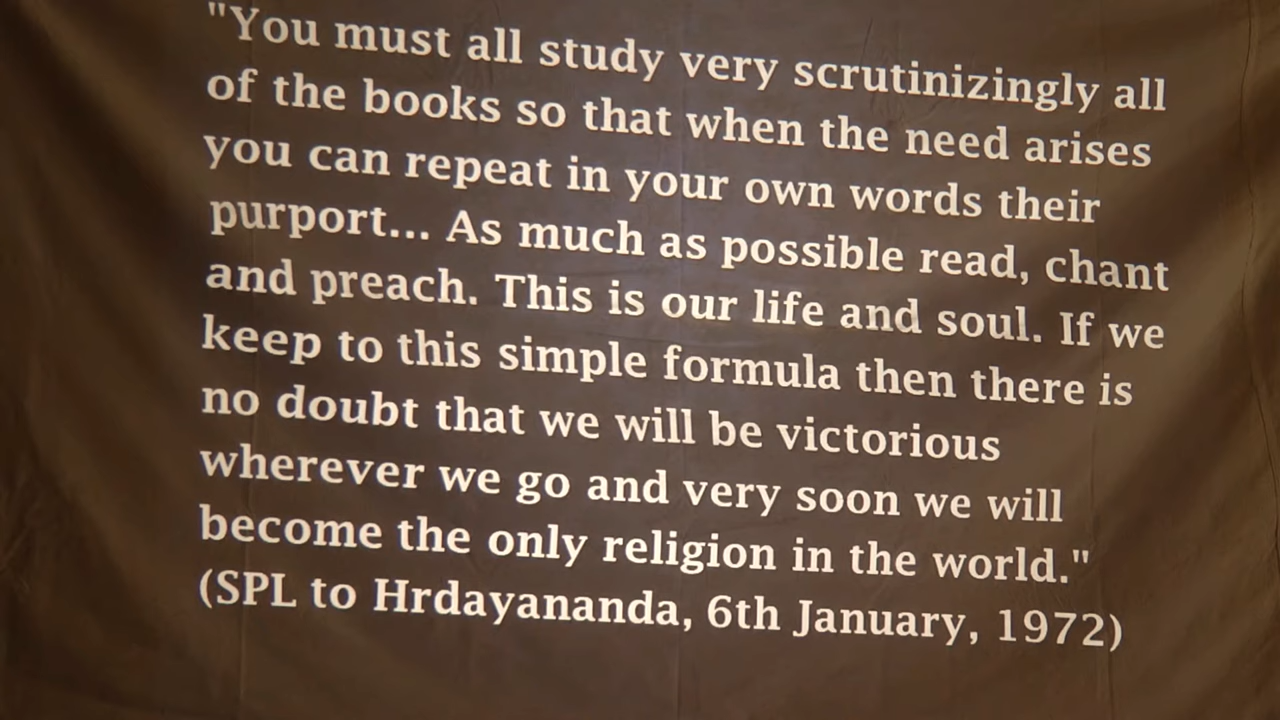 "You must all study very scrutinizingly all
of the books so that when the need arises
you can repeat in your own words their
purport... As much as possible read, chant
and preach. This is our life and soul. If we
keep to this simple formula then there is
no doubt that we will be victorious
wherever we go and very soon we will
become the only religion in the world."
(SPL to Hrdayananda, 6th January, 1972)